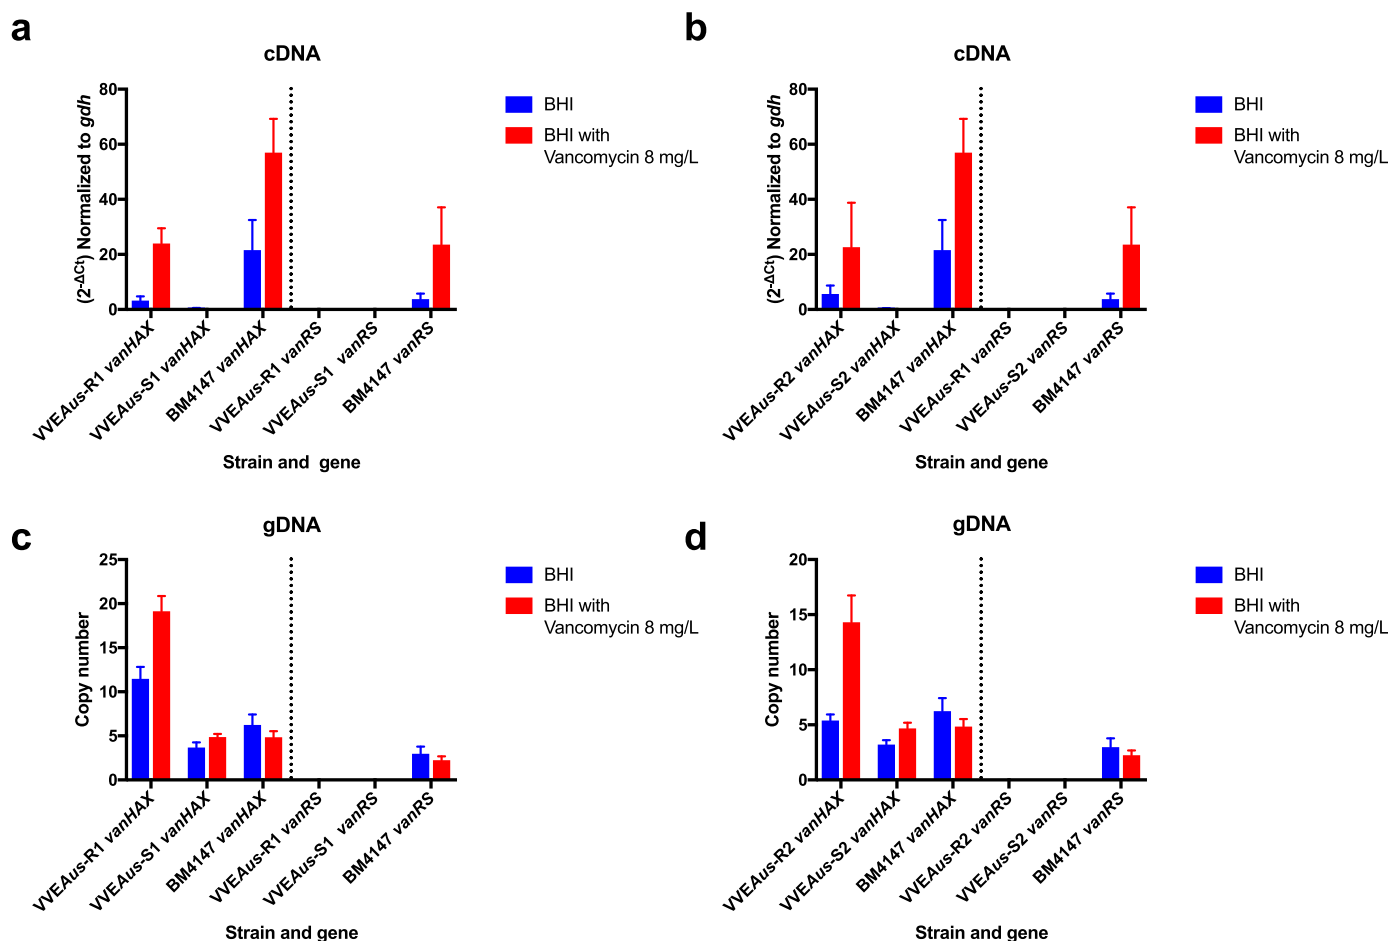 a
cDNA
(2-ΔCt) Normalized to gdh
80
60
40
20
0
VVEAus-R1 vanHAX
VVEAus-S1 vanHAX
BM4147 vanHAX
VVEAus-R1 vanRS
VVEAus-S1 vanRS
BM4147 vanRS
Strain and gene
BHI
BHI with
Vancomycin 8 mg/L
b
cDNA
(2-ΔCt) Normalized to gdh
80
60
40
20
0
VVEAus-R2 vanHAX
VVEAus-S2 vanHAX
BM4147 vanHAX
VVEAus-R1 vanRS
VVEAus-S2 vanRS
BM4147 vanRS
Strain and gene
BHI
BHI with
Vancomycin 8 mg/L
c
gDNA
Copy number
25
20
15
10
5
0
VVEAus-R1 vanHAX
VVEAus-S1 vanHAX
BM4147 vanHAX
VVEAus-R1 vanRS
VVEAus-S1 vanRS
BM4147 vanRS
Strain and gene
BHI
BHI with
Vancomycin 8 mg/L
d
gDNA
Copy number
20
15
10
5
0
VVEAus-R2 vanHAX
VVEAus-S2 vanHAX
BM4147 vanHAX
VVEAus-R2 vanRS
VVEAus-S2 vanRS
BM4147 vanRS
Strain and gene
BHI
BHI with
Vancomycin 8 mg/L